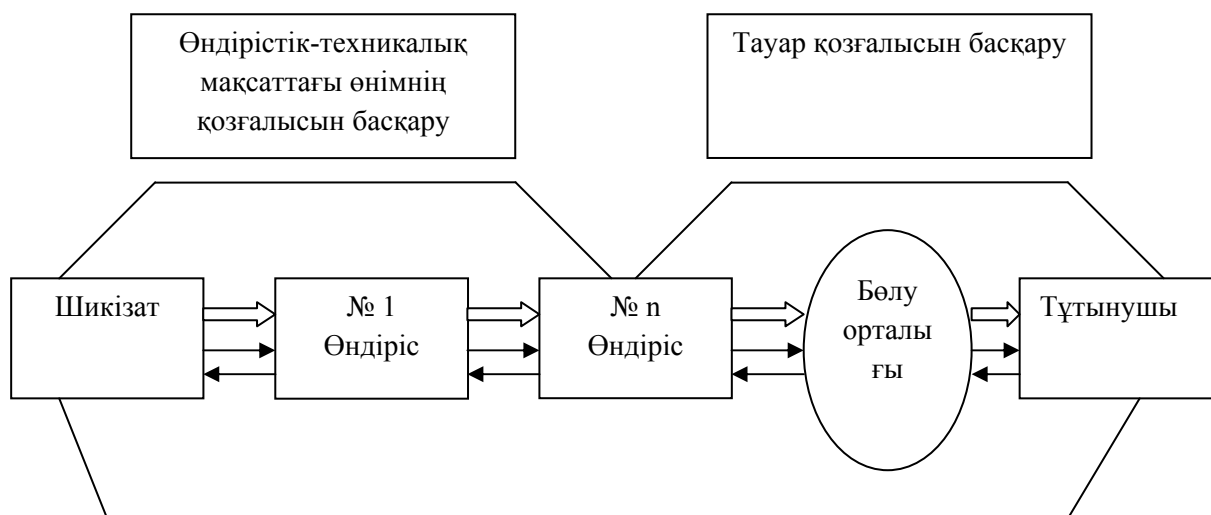 Өндірістік-техникалық
мақсаттағы өнімнің
қозғалысын басқару
Тауар қозғалысын басқару
Шикізат
№ 1
Өндіріс
№ n
Өндіріс
Бөлу
орталы
ғы
Тұтынушы